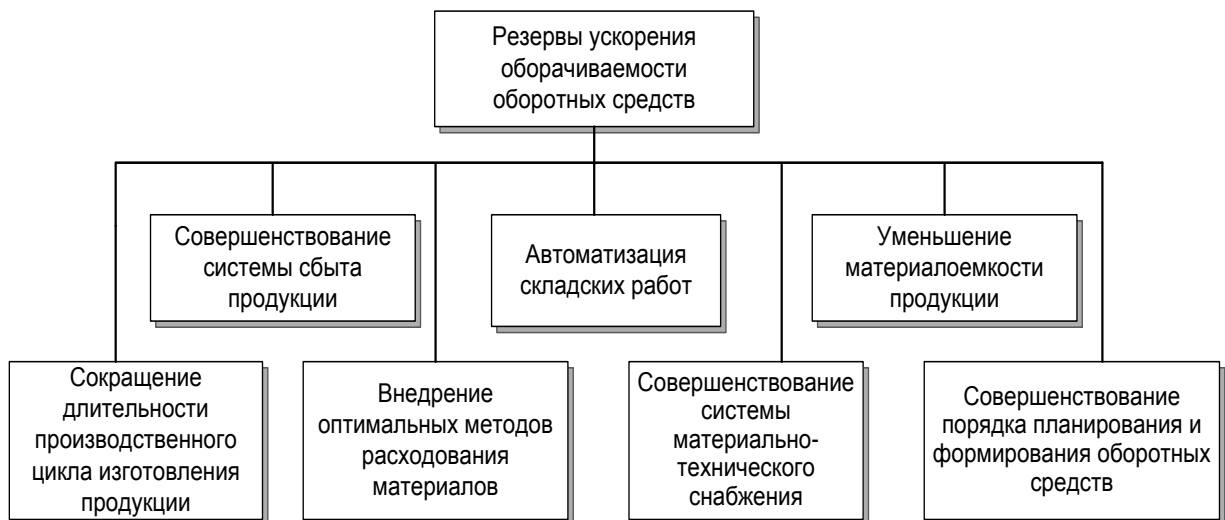 Резервы ускорения
оборачиваемости
оборотных средств
Совершенствование
системы сбыта
продукции
Автоматизация
складских работ
Уменьшение
материалоемкости
продукции
Сокращение
длительности
производственного
цикла изготовления
продукции
Внедрение
оптимальных методов
расходования
материалов
Совершенствование
системы
материально-
технического
снабжения
Совершенствование
порядка планирования и
формирования оборотных
средств